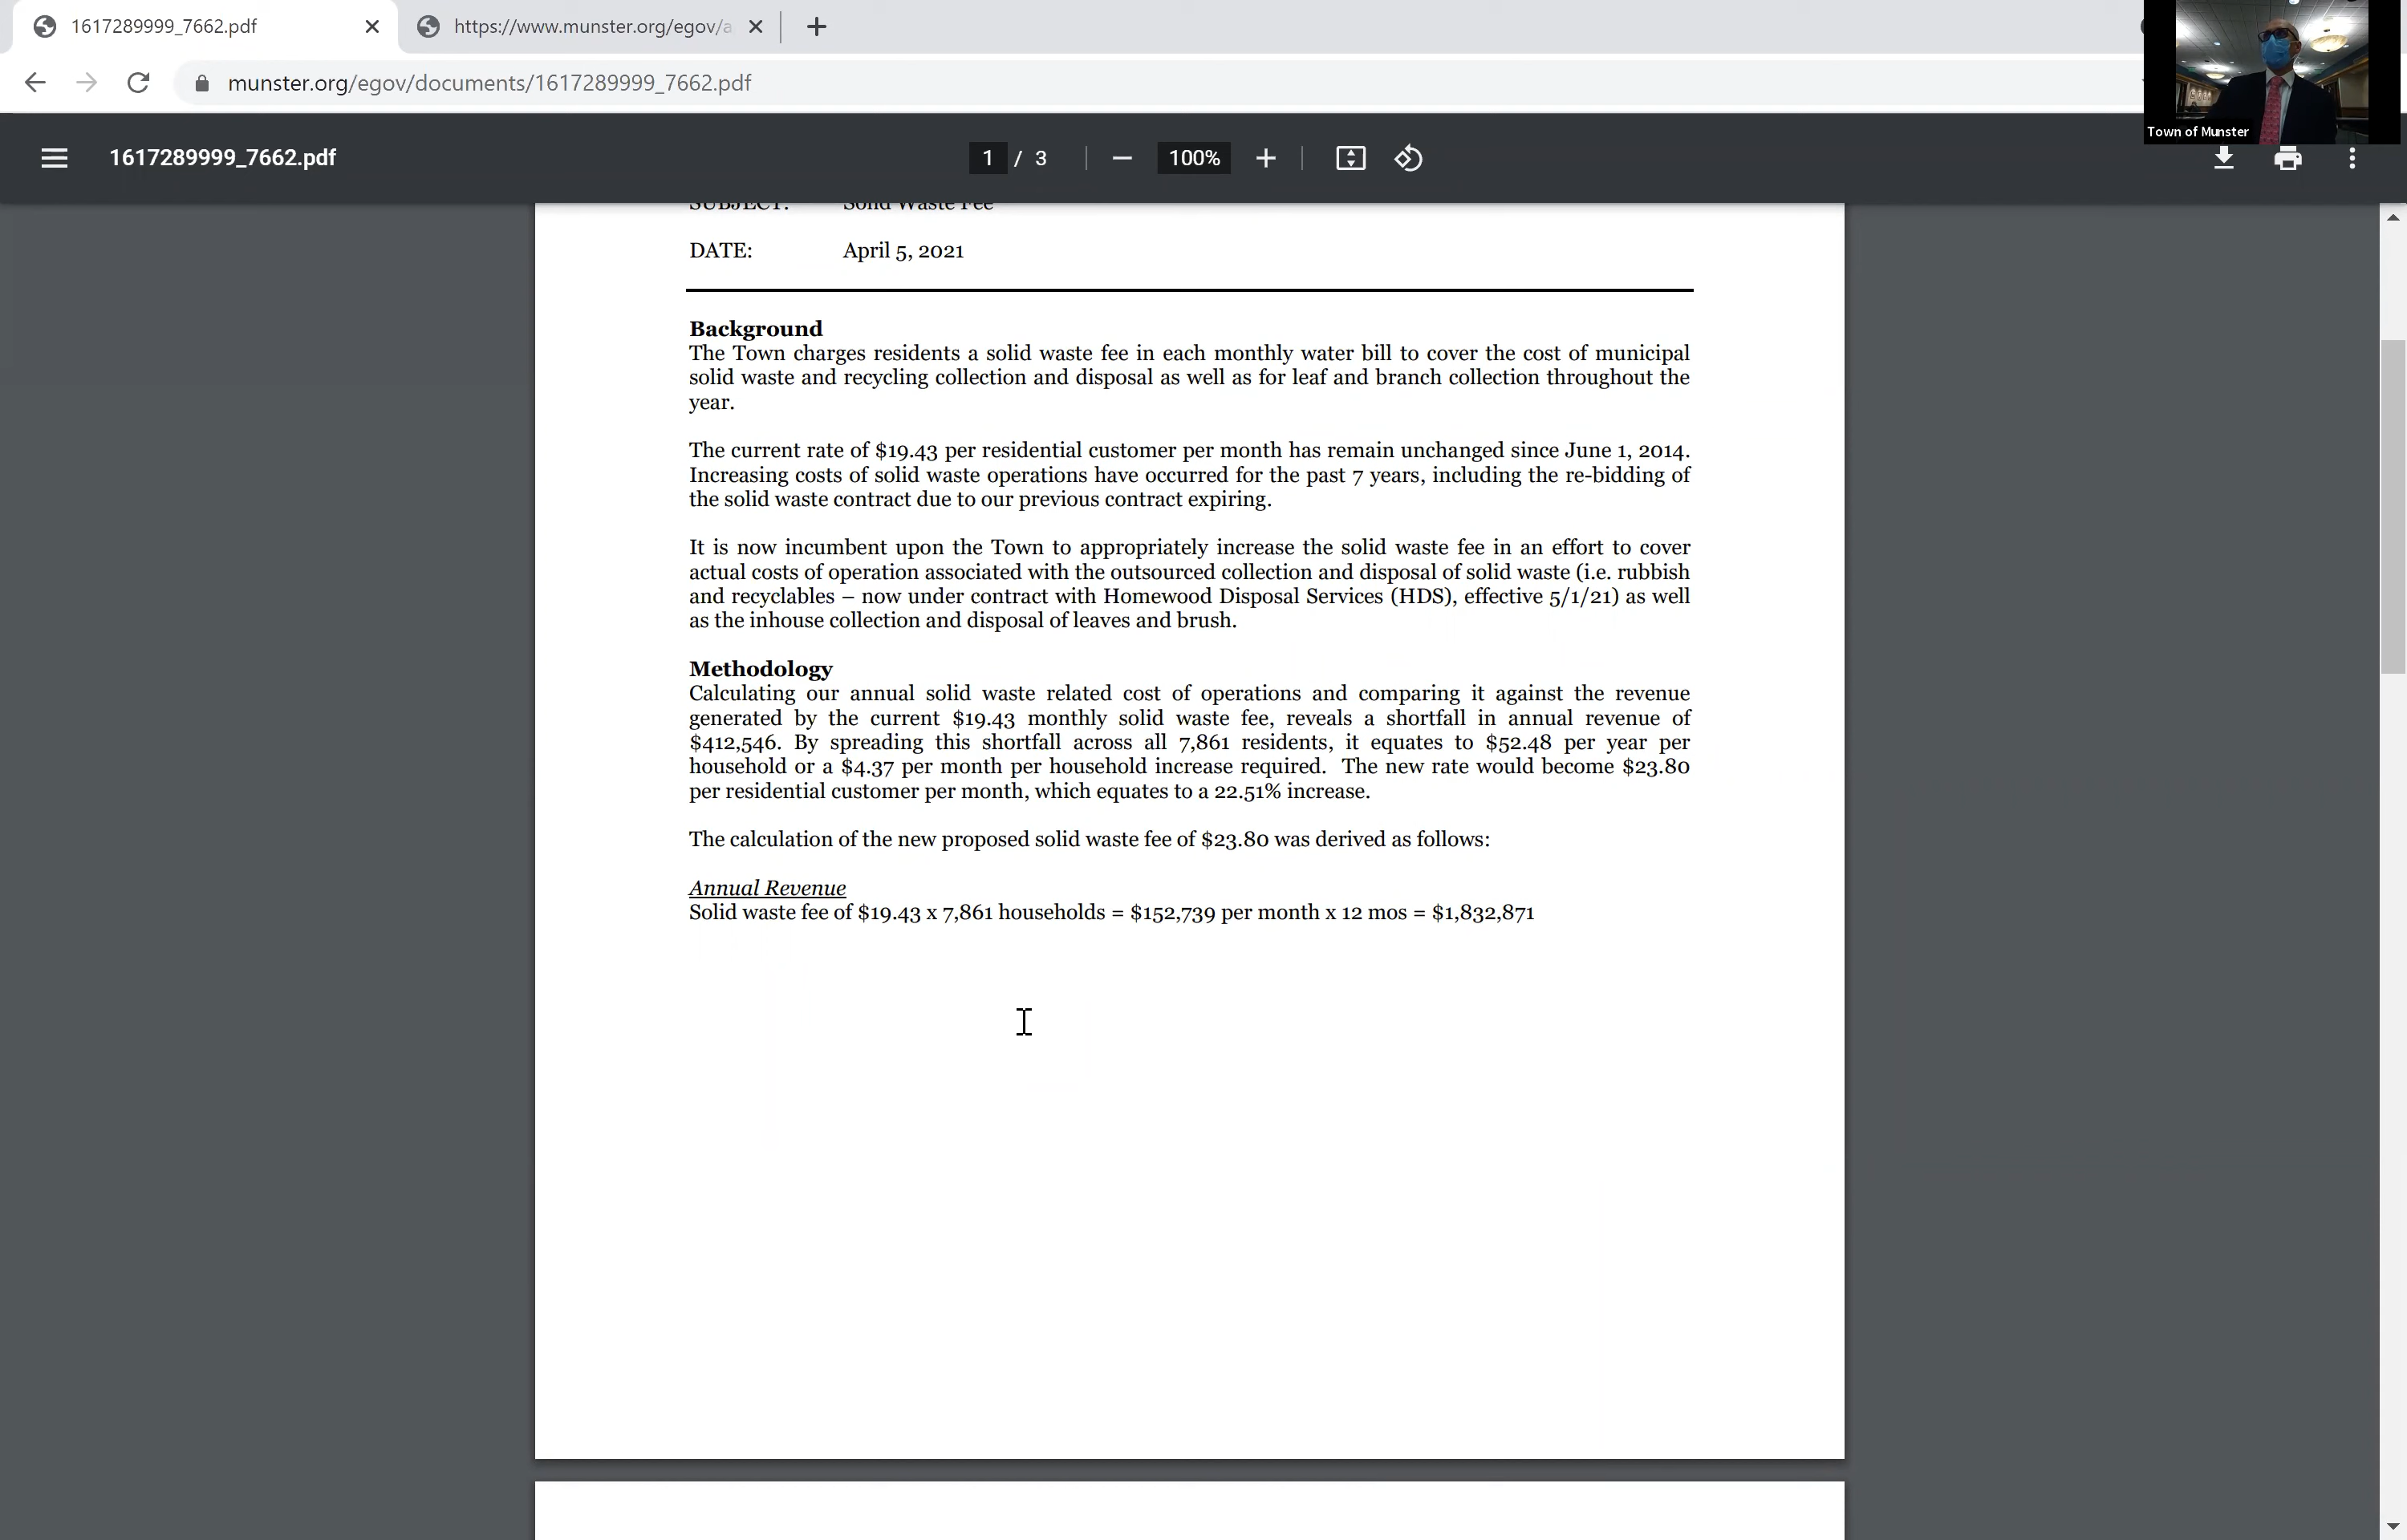 1617289999_7662.pdf
https://www.munster.org/egov/a
munster.org/egov/documents/1617289999_7662.pdf
Town of Munster
1617289999_7662.pdf
1 / 3
100%
SUBJECT: Solid Waste Fee
DATE: April 5, 2021
Background
The Town charges residents a solid waste fee in each monthly water bill to cover the cost of municipal
solid waste and recycling collection and disposal as well as for leaf and branch collection throughout the
year.
The current rate of $19.43 per residential customer per month has remain unchanged since June 1, 2014.
Increasing costs of solid waste operations have occurred for the past 7 years, including the re-bidding of
the solid waste contract due to our previous contract expiring.
It is now incumbent upon the Town to appropriately increase the solid waste fee in an effort to cover
actual costs of operation associated with the outsourced collection and disposal of solid waste (i.e. rubbish
and recyclables – now under contract with Homewood Disposal Services (HDS), effective 5/1/21) as well
as the inhouse collection and disposal of leaves and brush.
Methodology
Calculating our annual solid waste related cost of operations and comparing it against the revenue
generated by the current $19.43 monthly solid waste fee, reveals a shortfall in annual revenue of
$412,546. By spreading this shortfall across all 7,861 residents, it equates to $52.48 per year per
household or a $4.37 per month per household increase required. The new rate would become $23.80
per residential customer per month, which equates to a 22.51% increase.
The calculation of the new proposed solid waste fee of $23.80 was derived as follows:
Annual Revenue
Solid waste fee of $19.43 x 7,861 households = $152,739 per month x 12 mos = $1,832,871